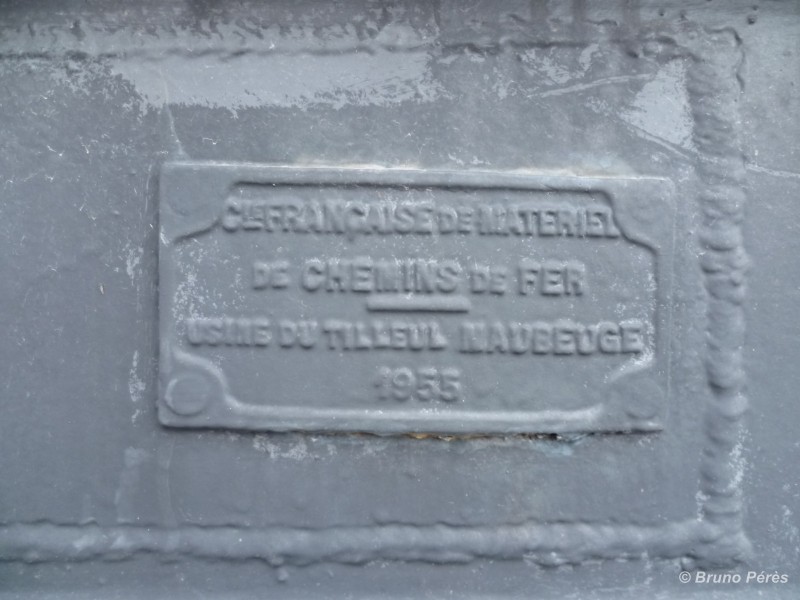 CIE FRANÇAISE DE MATERIEL
DE CHEMINS DE FER
USINE DU TILLEUL MAUBEUGE
1955
© Bruno Pérès